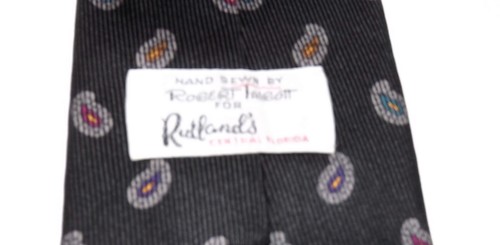 HAND SEWN BY
ROBERT TALBOTT
FOR
Rutland's
CENTRAL FLORIDA